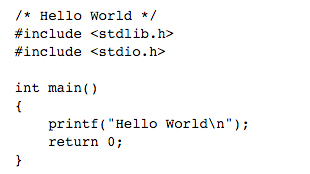 /* Hello World */
#include <stdlib.h>
#include <stdio.h>

int main()
{
    printf("Hello World\n");
    return 0;
}